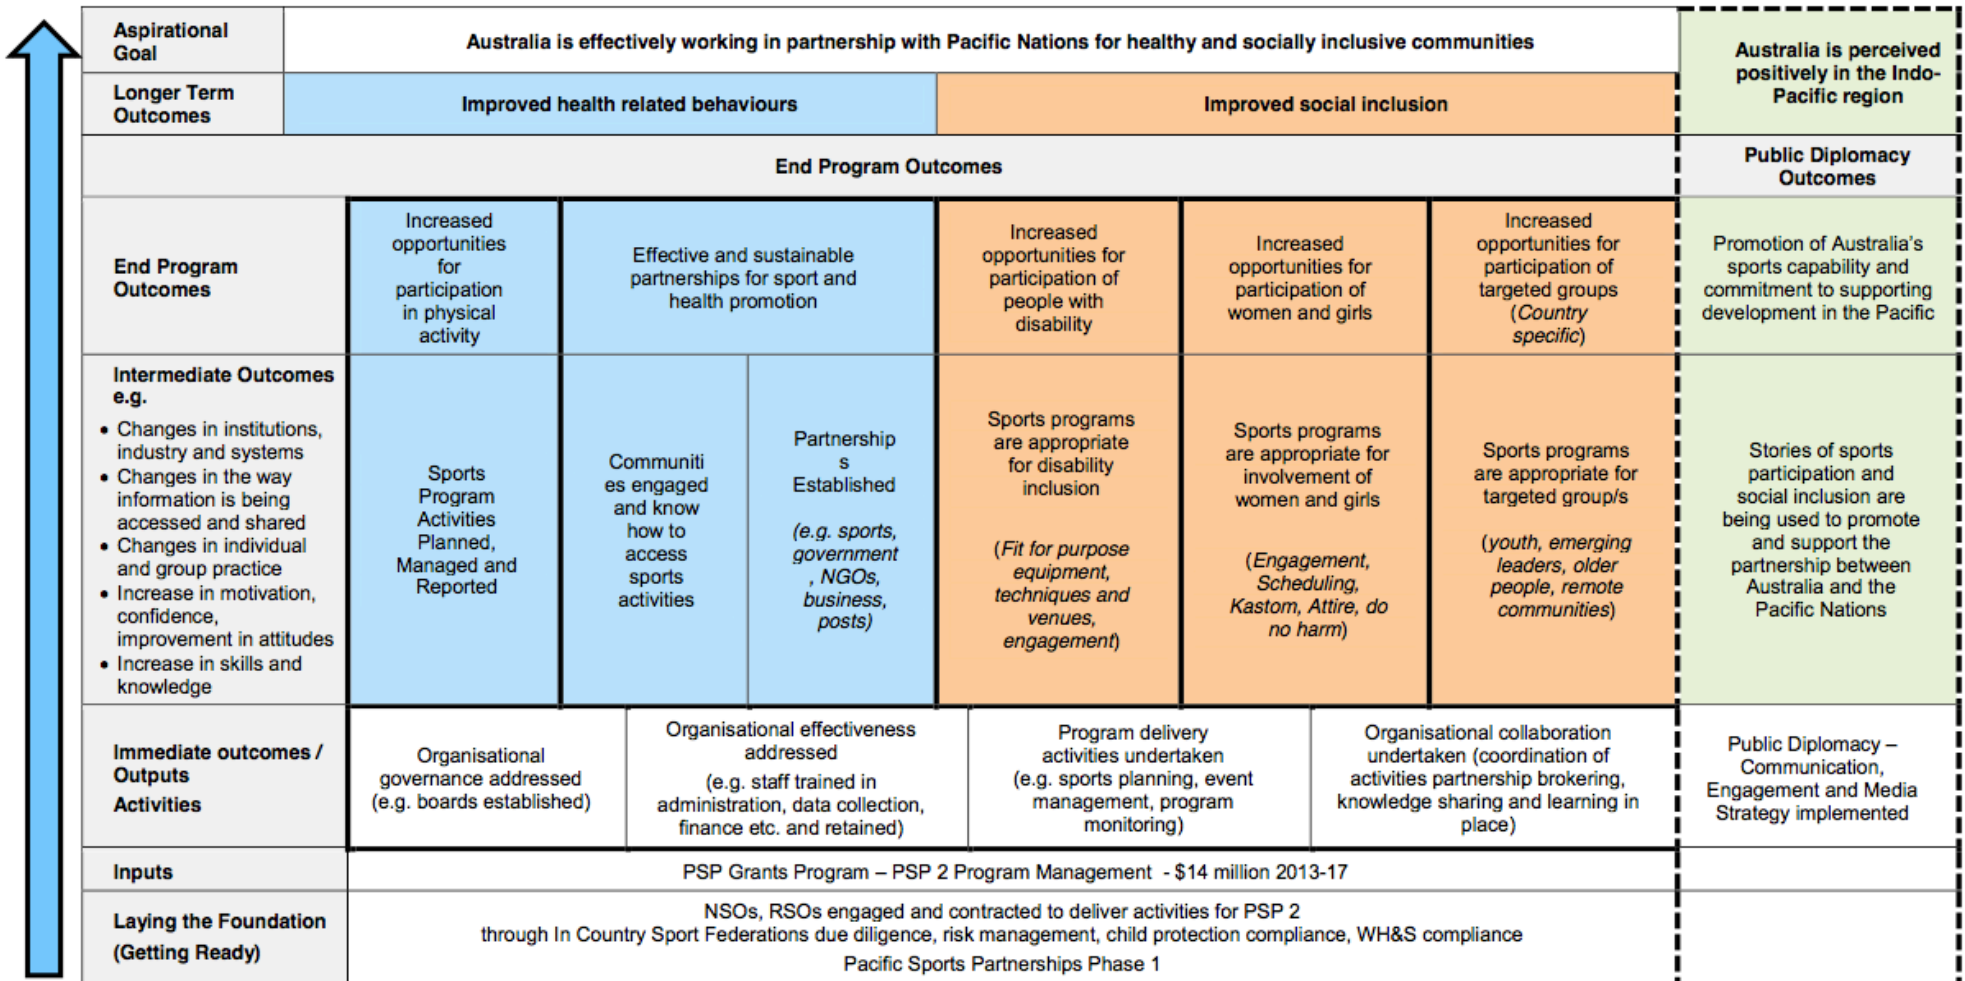 Aspirational
Goal
Australia is effectively working in partnership with Pacific Nations for healthy and socially inclusive communities
Australia is perceived
positively in the Indo-
Pacific region
Longer Term
Outcomes
Improved health related behaviours
Improved social inclusion
End Program Outcomes
Public Diplomacy
Outcomes
End Program
Outcomes
Increased
opportunities
for
participation
in physical
activity
Effective and sustainable
partnerships for sport and
health promotion
Increased
opportunities for
participation of
people with
disability
Increased
opportunities for
participation of
women and girls
Increased
opportunities for
participation of
targeted groups
(Country
specific)
Promotion of Australia's
sports capability and
commitment to supporting
development in the Pacific
Intermediate Outcomes
e.g.
• Changes in institutions,
industry and systems
• Changes in the way
information is being
accessed and shared
• Changes in individual
and group practice
• Increase in motivation,
confidence,
improvement in attitudes
• Increase in skills and
knowledge
Sports
Program
Activities
Planned,
Managed and
Reported
Communiti
es engaged
and know
how to
access
sports
activities
Partnership
s
Established
(e.g. sports,
government
, NGOs,
business,
posts)
Sports programs
are appropriate
for disability
inclusion
(Fit for purpose
equipment,
techniques and
venues,
engagement)
Sports programs
are appropriate for
involvement of
women and girls
(Engagement,
Scheduling,
Kastom, Attire, do
no harm)
Sports programs
are appropriate for
targeted group/s
(youth, emerging
leaders, older
people, remote
communities)
Stories of sports
participation and
social inclusion are
being used to promote
and support the
partnership between
Australia and the
Pacific Nations
Immediate outcomes /
Outputs
Activities
Organisational
governance addressed
(e.g. boards established)
Organisational effectiveness
addressed
(e.g. staff trained in
administration, data collection,
finance etc. and retained)
Program delivery
activities undertaken
(e.g. sports planning, event
management, program
monitoring)
Organisational collaboration
undertaken (coordination of
activities partnership brokering,
knowledge sharing and learning in
place)
Public Diplomacy –
Communication,
Engagement and Media
Strategy implemented
Inputs
PSP Grants Program – PSP 2 Program Management - $14 million 2013-17
Laying the Foundation
(Getting Ready)
NSOs, RSOs engaged and contracted to deliver activities for PSP 2
through In Country Sport Federations due diligence, risk management, child protection compliance, WH&S compliance
Pacific Sports Partnerships Phase 1